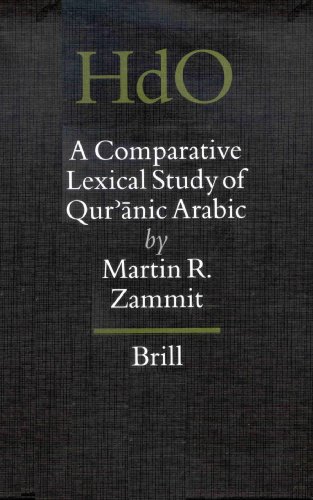 HdO
A Comparative
Lexical Study of
Qurʾānic Arabic
by
Martin R.
Zammit
Brill